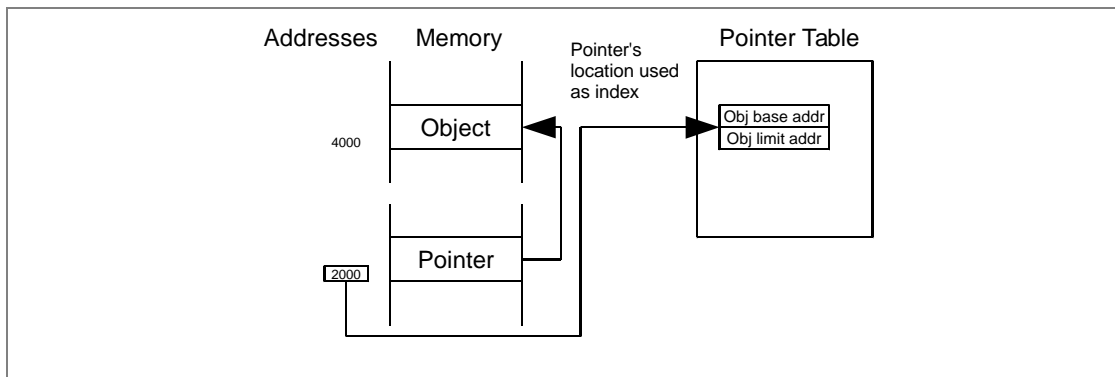 Addresses
Memory
Pointer Table
Pointer's
location used
as index
Object
4000
Obj base addr
Obj limit addr
Pointer
2000